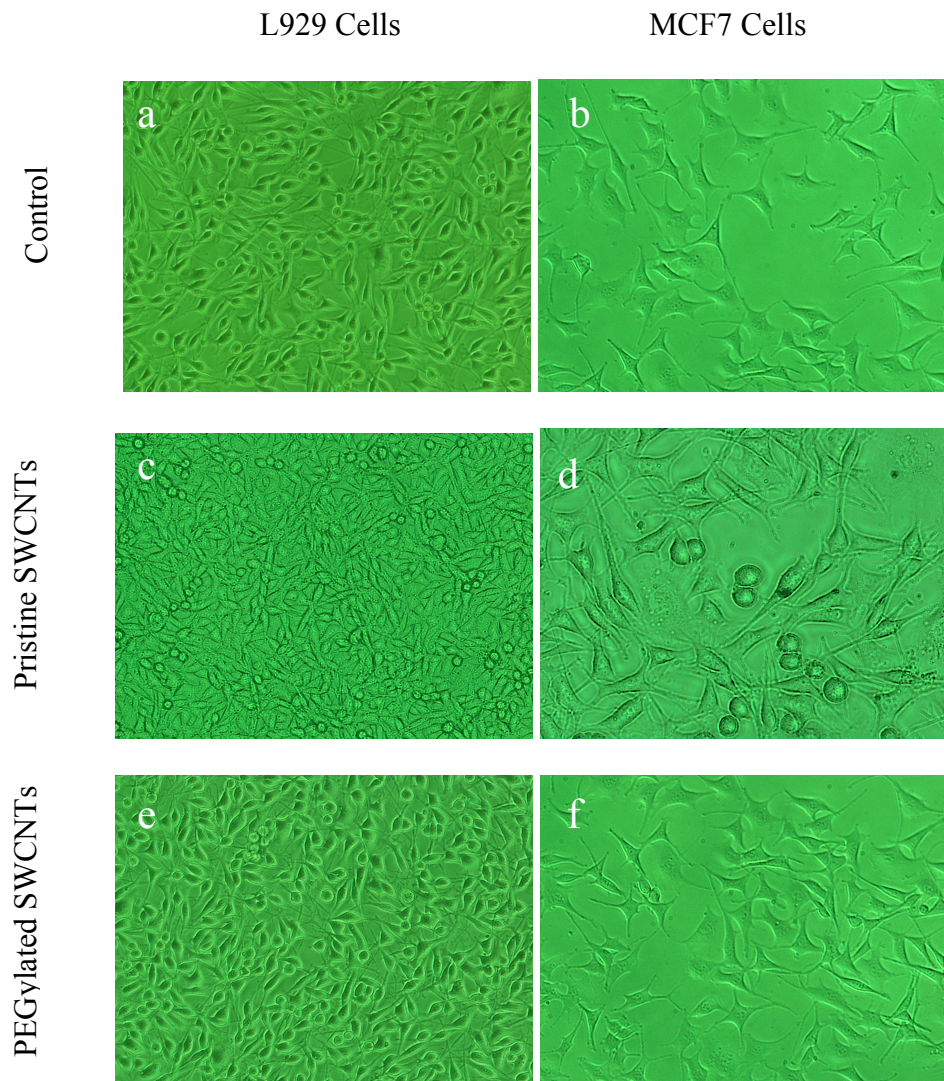 L929 Cells
MCF7 Cells
Control
a
b
Pristine SWCNTs
c
d
PEGylated SWCNTs
e
f